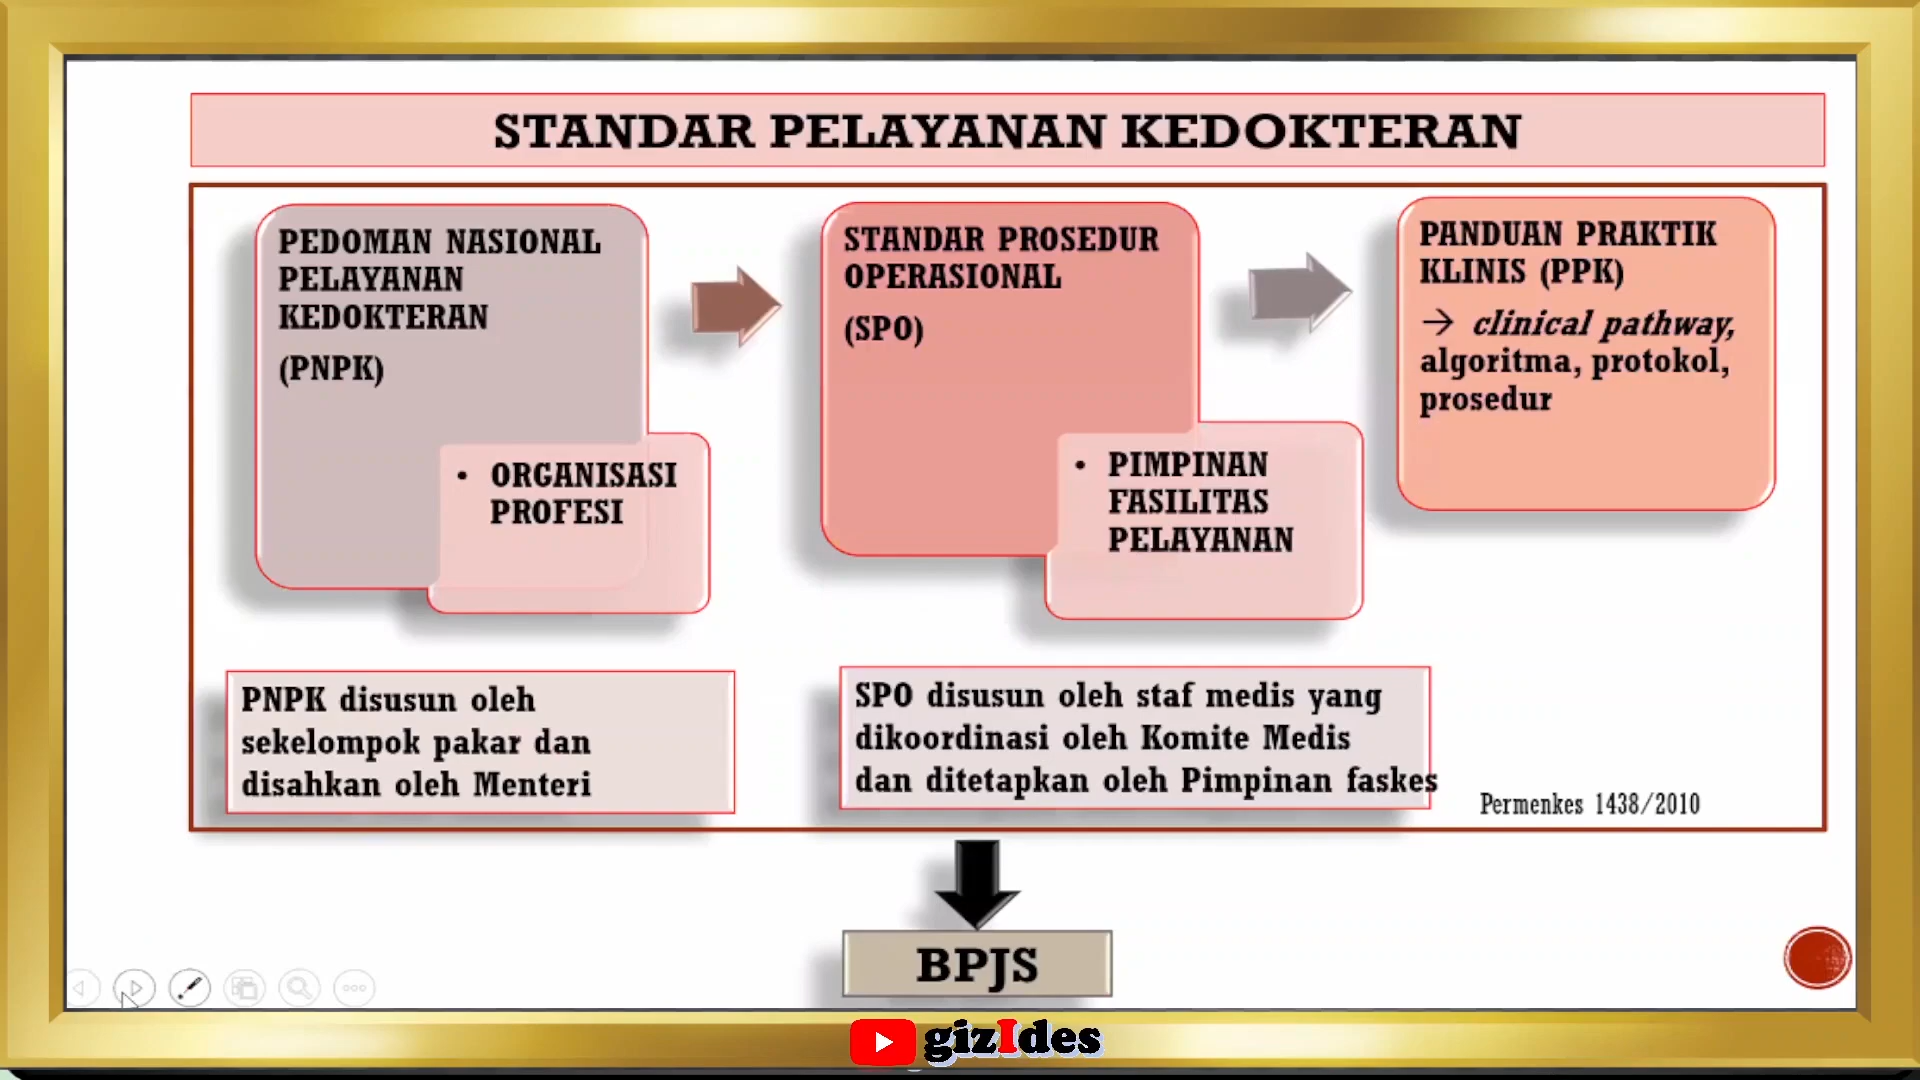 STANDAR PELAYANAN KEDOKTERAN
PEDOMAN NASIONAL
PELAYANAN
KEDOKTERAN
(PNPK)
• ORGANISASI
PROFESI
STANDAR PROSEDUR
OPERASIONAL
(SPO)
• PIMPINAN
FASILITAS
PELAYANAN
PANDUAN PRAKTIK
KLINIS (PPK)
→ clinical pathway,
algoritma, protokol,
prosedur
PNPK disusun oleh
sekelompok pakar dan
disahkan oleh Menteri
SPO disusun oleh staf medis yang
dikoordinasi oleh Komite Medis
dan ditetapkan oleh Pimpinan faskes
Permenkes 1438/2010
BPJS
gizIdes